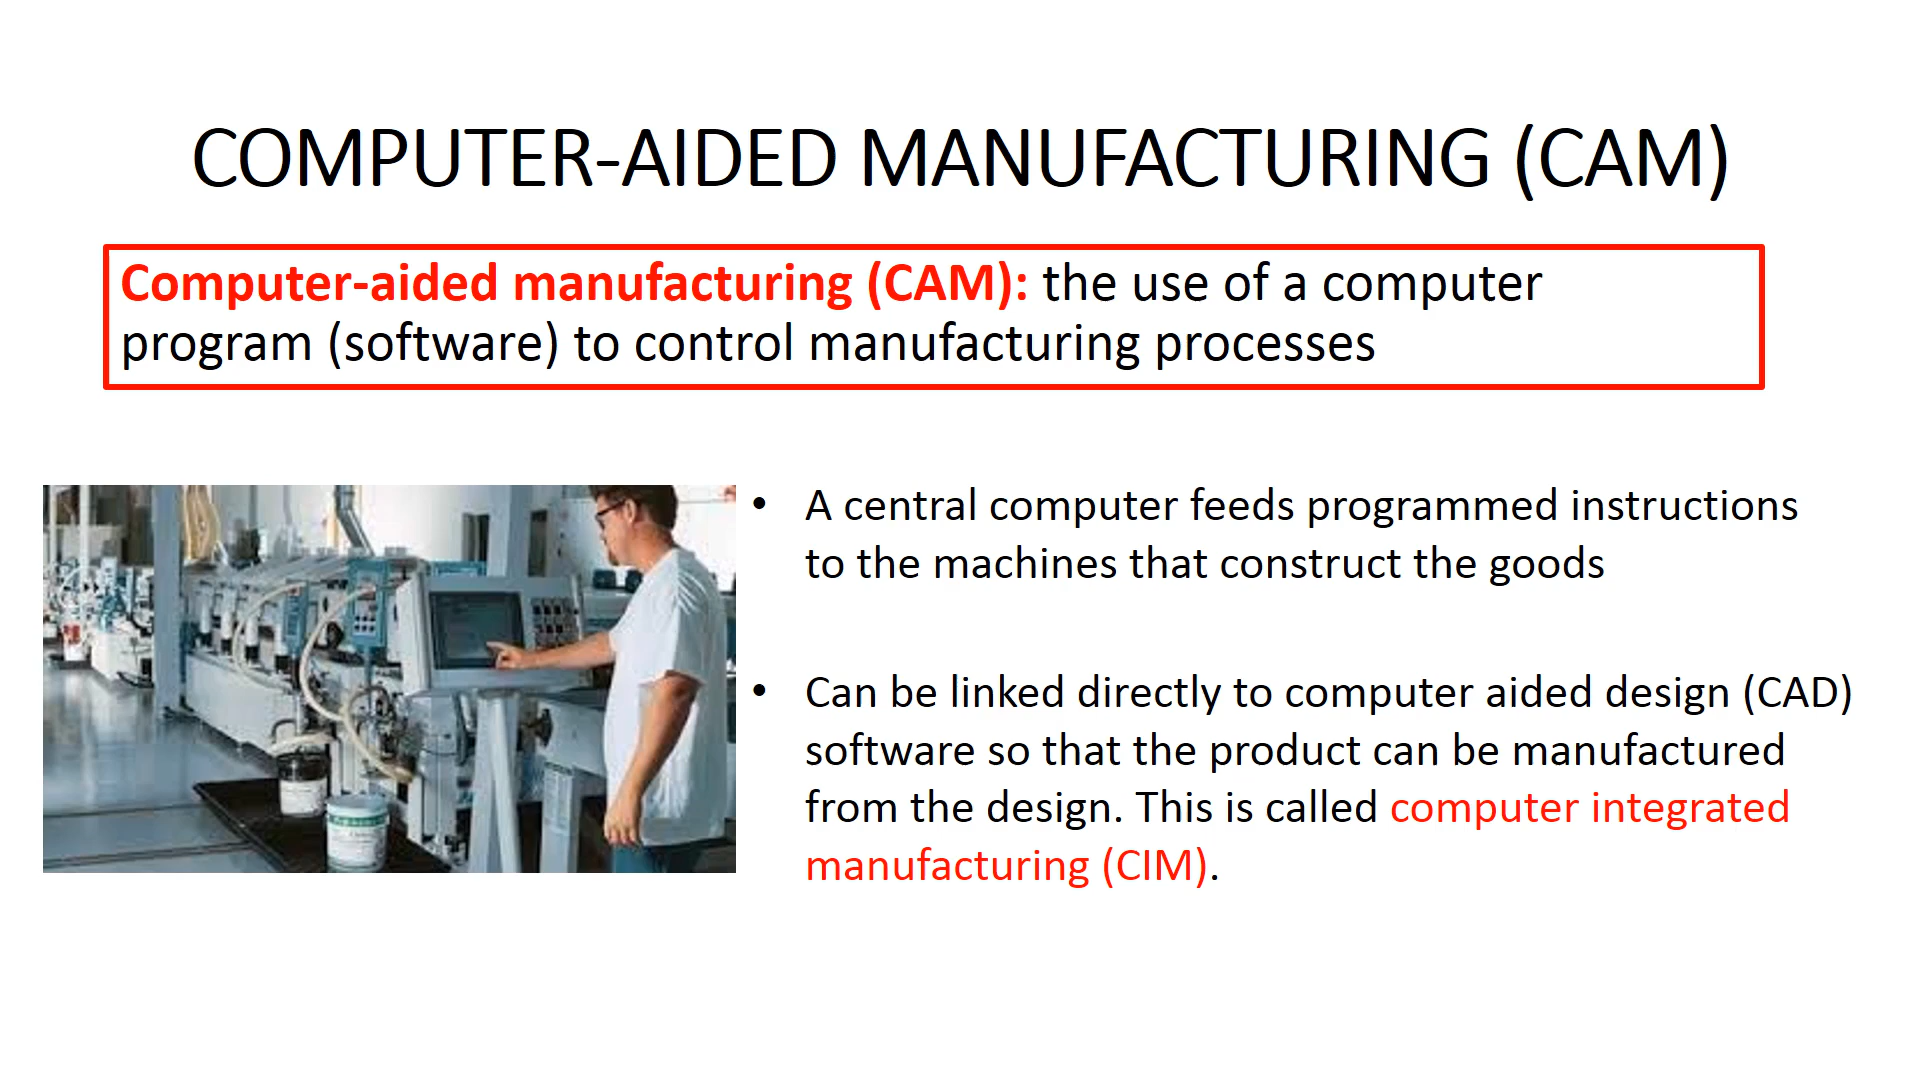 COMPUTER-AIDED MANUFACTURING (CAM)
Computer-aided manufacturing (CAM): the use of a computer
program (software) to control manufacturing processes
• A central computer feeds programmed instructions
to the machines that construct the goods
• Can be linked directly to computer aided design (CAD)
software so that the product can be manufactured
from the design. This is called computer integrated
manufacturing (CIM).